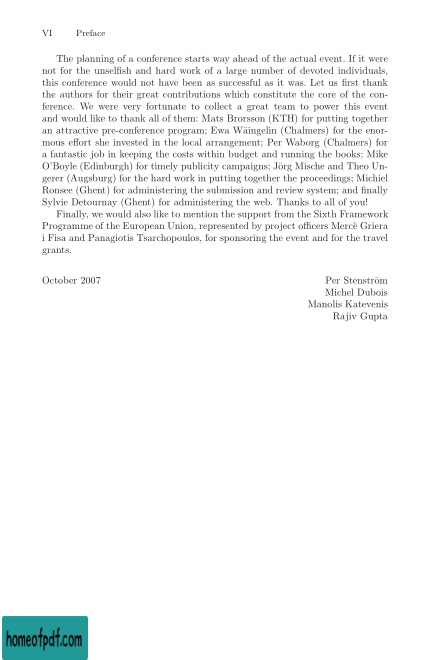 VI Preface
The planning of a conference starts way ahead of the actual event. If it were
not for the unselfish and hard work of a large number of devoted individuals,
this conference would not have been as successful as it was. Let us first thank
the authors for their great contributions which constitute the core of the con-
ference. We were very fortunate to collect a great team to power this event
and would like to thank all of them: Mats Brorsson (KTH) for putting together
an attractive pre-conference program; Ewa Wäingelin (Chalmers) for the enor-
mous effort she invested in the local arrangement; Per Waborg (Chalmers) for
a fantastic job in keeping the costs within budget and running the books; Mike
O'Boyle (Edinburgh) for timely publicity campaigns; Jörg Mische and Theo Un-
gerer (Augsburg) for the hard work in putting together the proceedings; Michiel
Ronsee (Ghent) for administering the submission and review system; and finally
Sylvie Detournay (Ghent) for administering the web. Thanks to all of you!
Finally, we would also like to mention the support from the Sixth Framework
Programme of the European Union, represented by project officers Mercè Griera
i Fisa and Panagiotis Tsarchopoulos, for sponsoring the event and for the travel
grants.
October 2007 Per Stenström
Michel Dubois
Manolis Katevenis
Rajiv Gupta
homeofpdf.com